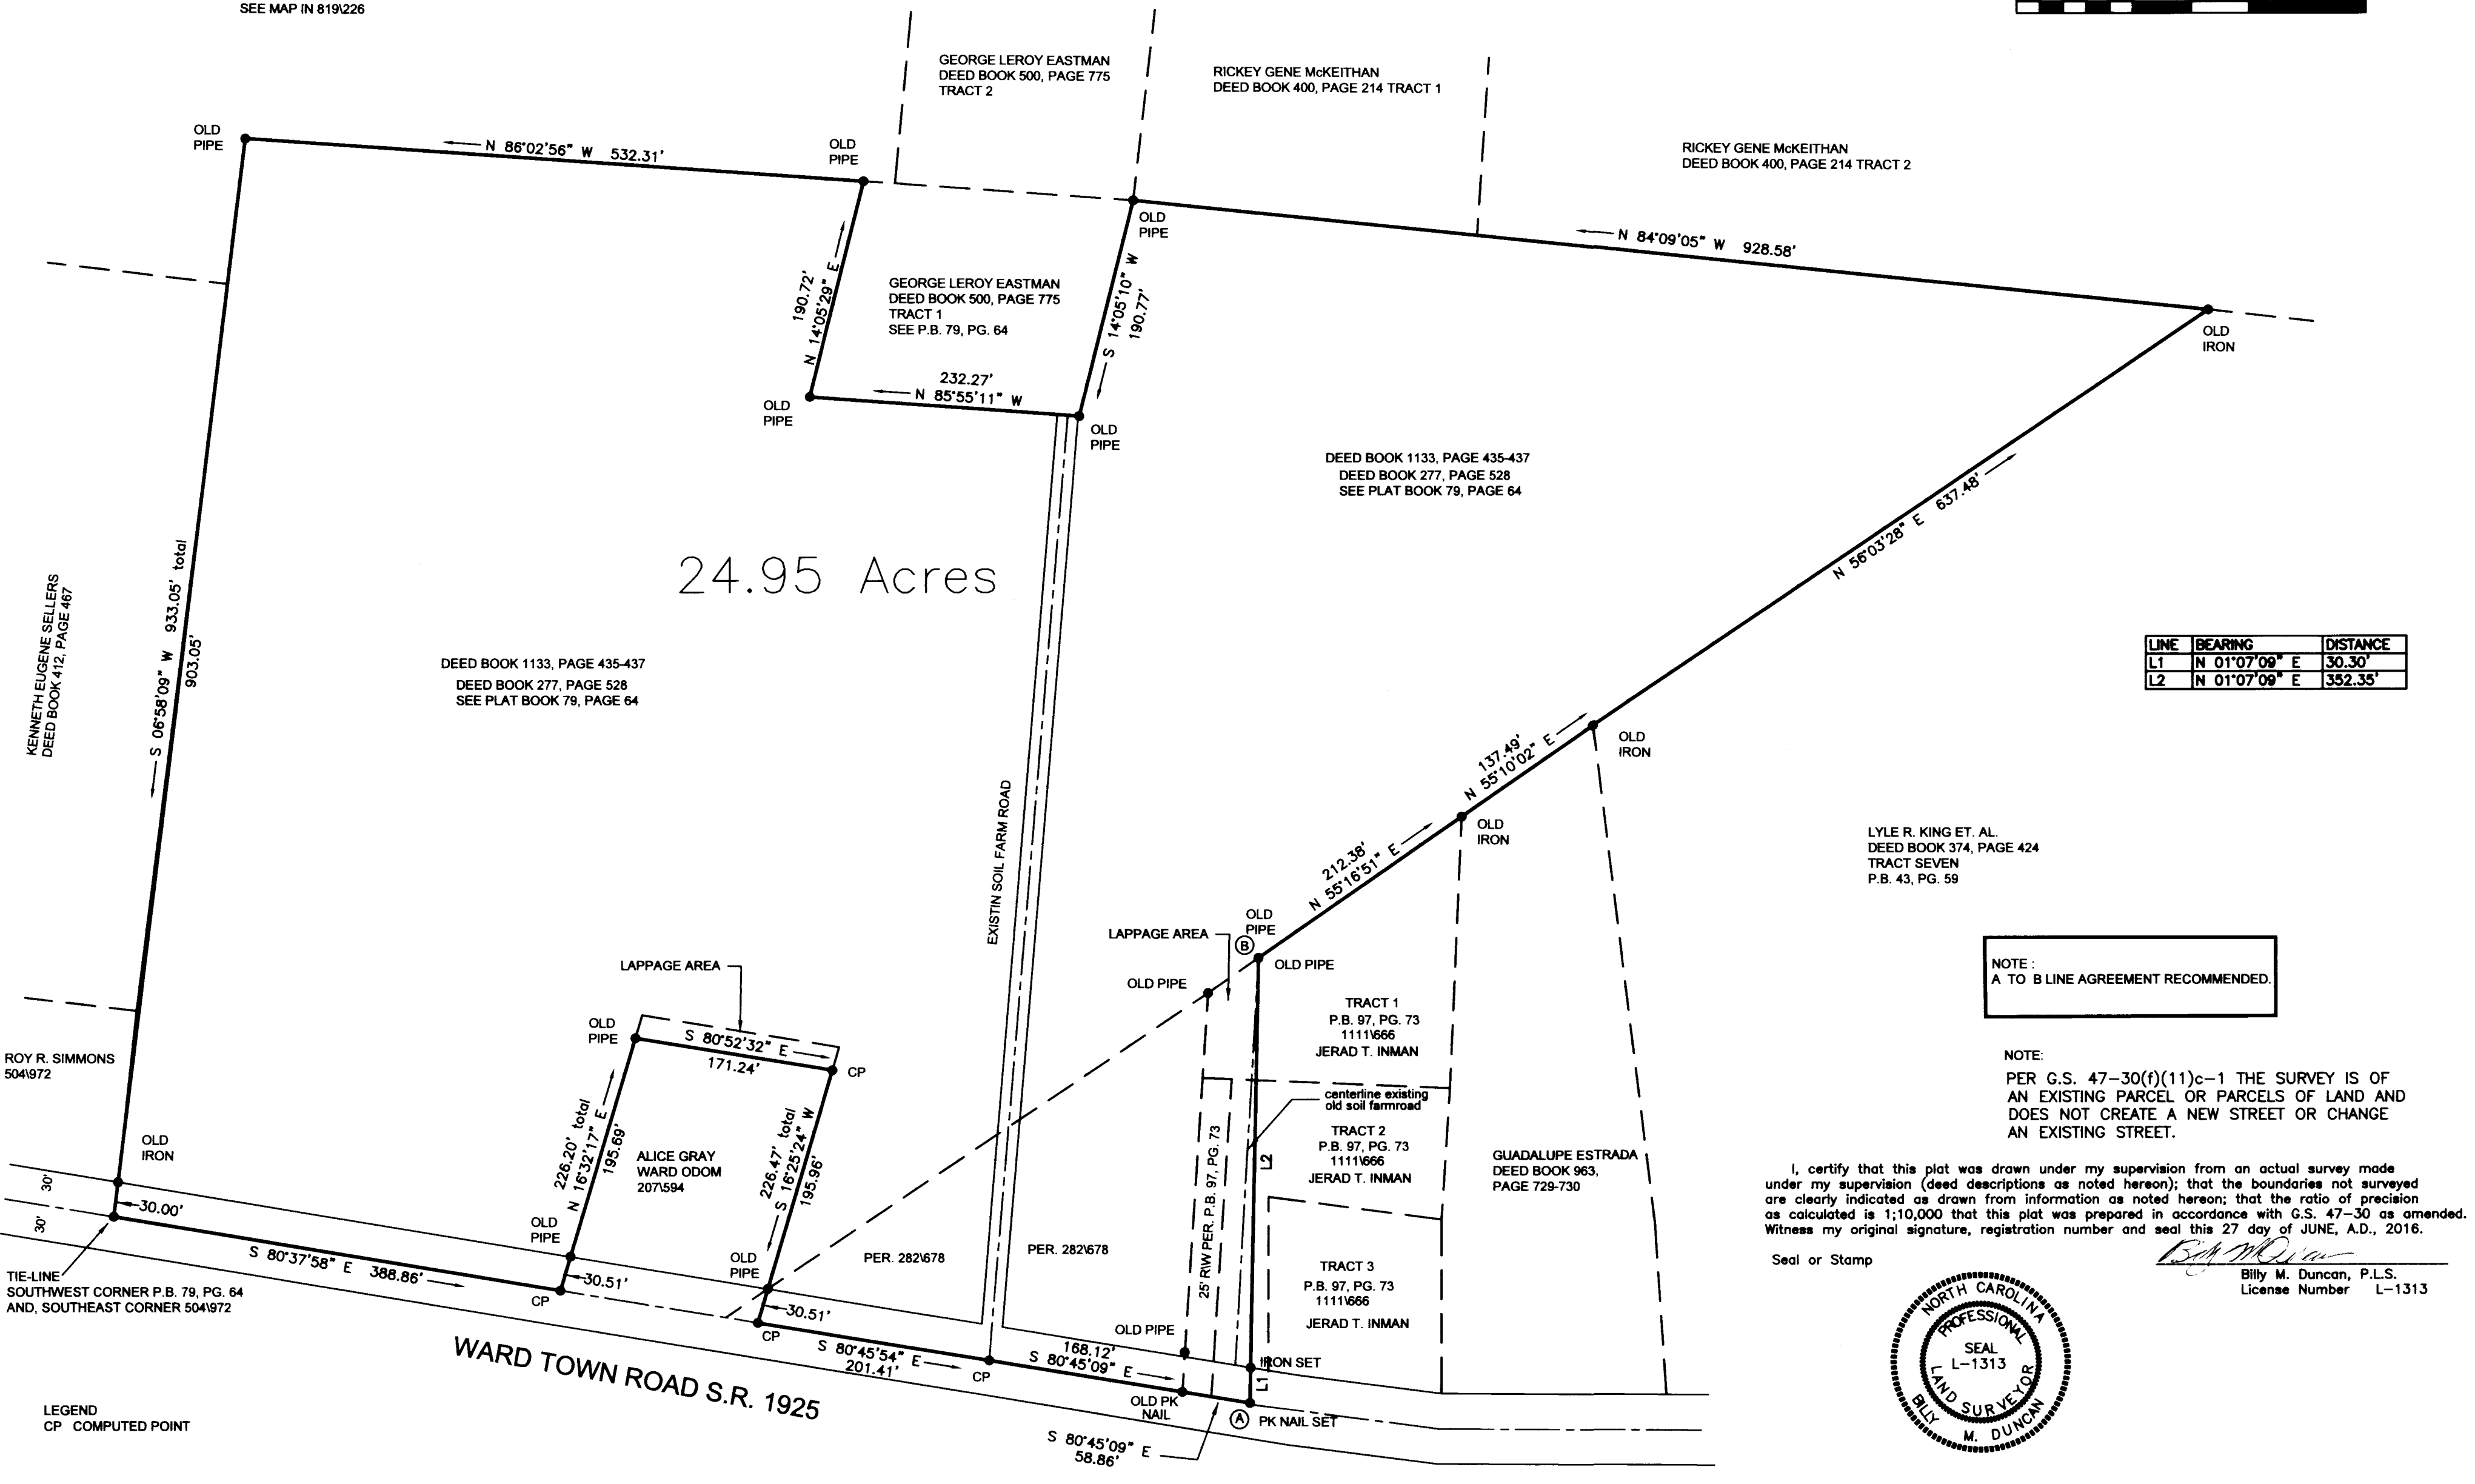 SEE MAP IN 819\226
GEORGE LEROY EASTMAN
DEED BOOK 500, PAGE 775
TRACT 2
RICKEY GENE McKEITHAN
DEED BOOK 400, PAGE 214 TRACT 1
RICKEY GENE McKEITHAN
DEED BOOK 400, PAGE 214 TRACT 2
OLD
PIPE
N 86°02'56" W 532.31'
OLD
PIPE
OLD
PIPE
N 84°09'05" W 928.58'
OLD
IRON
190.72'
N 14°05'29" E
GEORGE LEROY EASTMAN
DEED BOOK 500, PAGE 775
TRACT 1
SEE P.B. 79, PG. 64
S 14°05'10" W
190.77'
232.27'
N 85°55'11" W
OLD
PIPE
OLD
PIPE
DEED BOOK 1133, PAGE 435-437
DEED BOOK 277, PAGE 528
SEE PLAT BOOK 79, PAGE 64
N 56°03'28" E 637.48'
24.95 Acres
KENNETH EUGENE SELLERS
DEED BOOK 412, PAGE 467
S 06°58'09" W 933.05' total
903.05'
DEED BOOK 1133, PAGE 435-437
DEED BOOK 277, PAGE 528
SEE PLAT BOOK 79, PAGE 64
LINE BEARING DISTANCE
L1 N 01°07'09" E 30.30'
L2 N 01°07'09" E 352.35'
EXISTIN SOIL FARM ROAD
OLD
IRON
137.49'
N 55°10'02" E
OLD
IRON
212.38'
N 55°16'51" E
LYLE R. KING ET. AL.
DEED BOOK 374, PAGE 424
TRACT SEVEN
P.B. 43, PG. 59
OLD
PIPE
B
OLD PIPE
LAPPAGE AREA
OLD PIPE
LAPPAGE AREA
NOTE :
A TO B LINE AGREEMENT RECOMMENDED.
TRACT 1
P.B. 97, PG. 73
1111\666
JERAD T. INMAN
OLD
PIPE
S 80°52'32" E
171.24'
CP
ROY R. SIMMONS
504\972
NOTE:
PER G.S. 47-30(f)(11)c-1 THE SURVEY IS OF
AN EXISTING PARCEL OR PARCELS OF LAND AND
DOES NOT CREATE A NEW STREET OR CHANGE
AN EXISTING STREET.
centerline existing
old soil farmroad
TRACT 2
P.B. 97, PG. 73
1111\666
JERAD T. INMAN
226.20' total
N 16°32'17" E
195.69'
ALICE GRAY
WARD ODOM
207\594
226.47' total
S 16°25'24" W
195.96'
25' R\W PER. P.B. 97, PG. 73
L2
GUADALUPE ESTRADA
DEED BOOK 963,
PAGE 729-730
OLD
IRON
30'
30'
30.00'
I, certify that this plat was drawn under my supervision from an actual survey made
under my supervision (deed descriptions as noted hereon); that the boundaries not surveyed
are clearly indicated as drawn from information as noted hereon; that the ratio of precision
as calculated is 1;10,000 that this plat was prepared in accordance with G.S. 47-30 as amended.
Witness my original signature, registration number and seal this 27 day of JUNE, A.D., 2016.
Seal or Stamp
Billy M. Duncan, P.L.S.
License Number L-1313
OLD
PIPE
S 80°37'58" E 388.86'
30.51'
CP
OLD
PIPE
PER. 282\678
PER. 282\678
30.51'
CP
TRACT 3
P.B. 97, PG. 73
1111\666
JERAD T. INMAN
TIE-LINE
SOUTHWEST CORNER P.B. 79, PG. 64
AND, SOUTHEAST CORNER 504\972
S 80°45'54" E
201.41'
CP
OLD PIPE
168.12'
S 80°45'09" E
IRON SET
L1
OLD PK
NAIL
A PK NAIL SET
S 80°45'09" E
58.86'
WARD TOWN ROAD S.R. 1925
LEGEND
CP COMPUTED POINT
NORTH CAROLINA
PROFESSIONAL
SEAL
L-1313
LAND SURVEYOR
BILLY M. DUNCAN